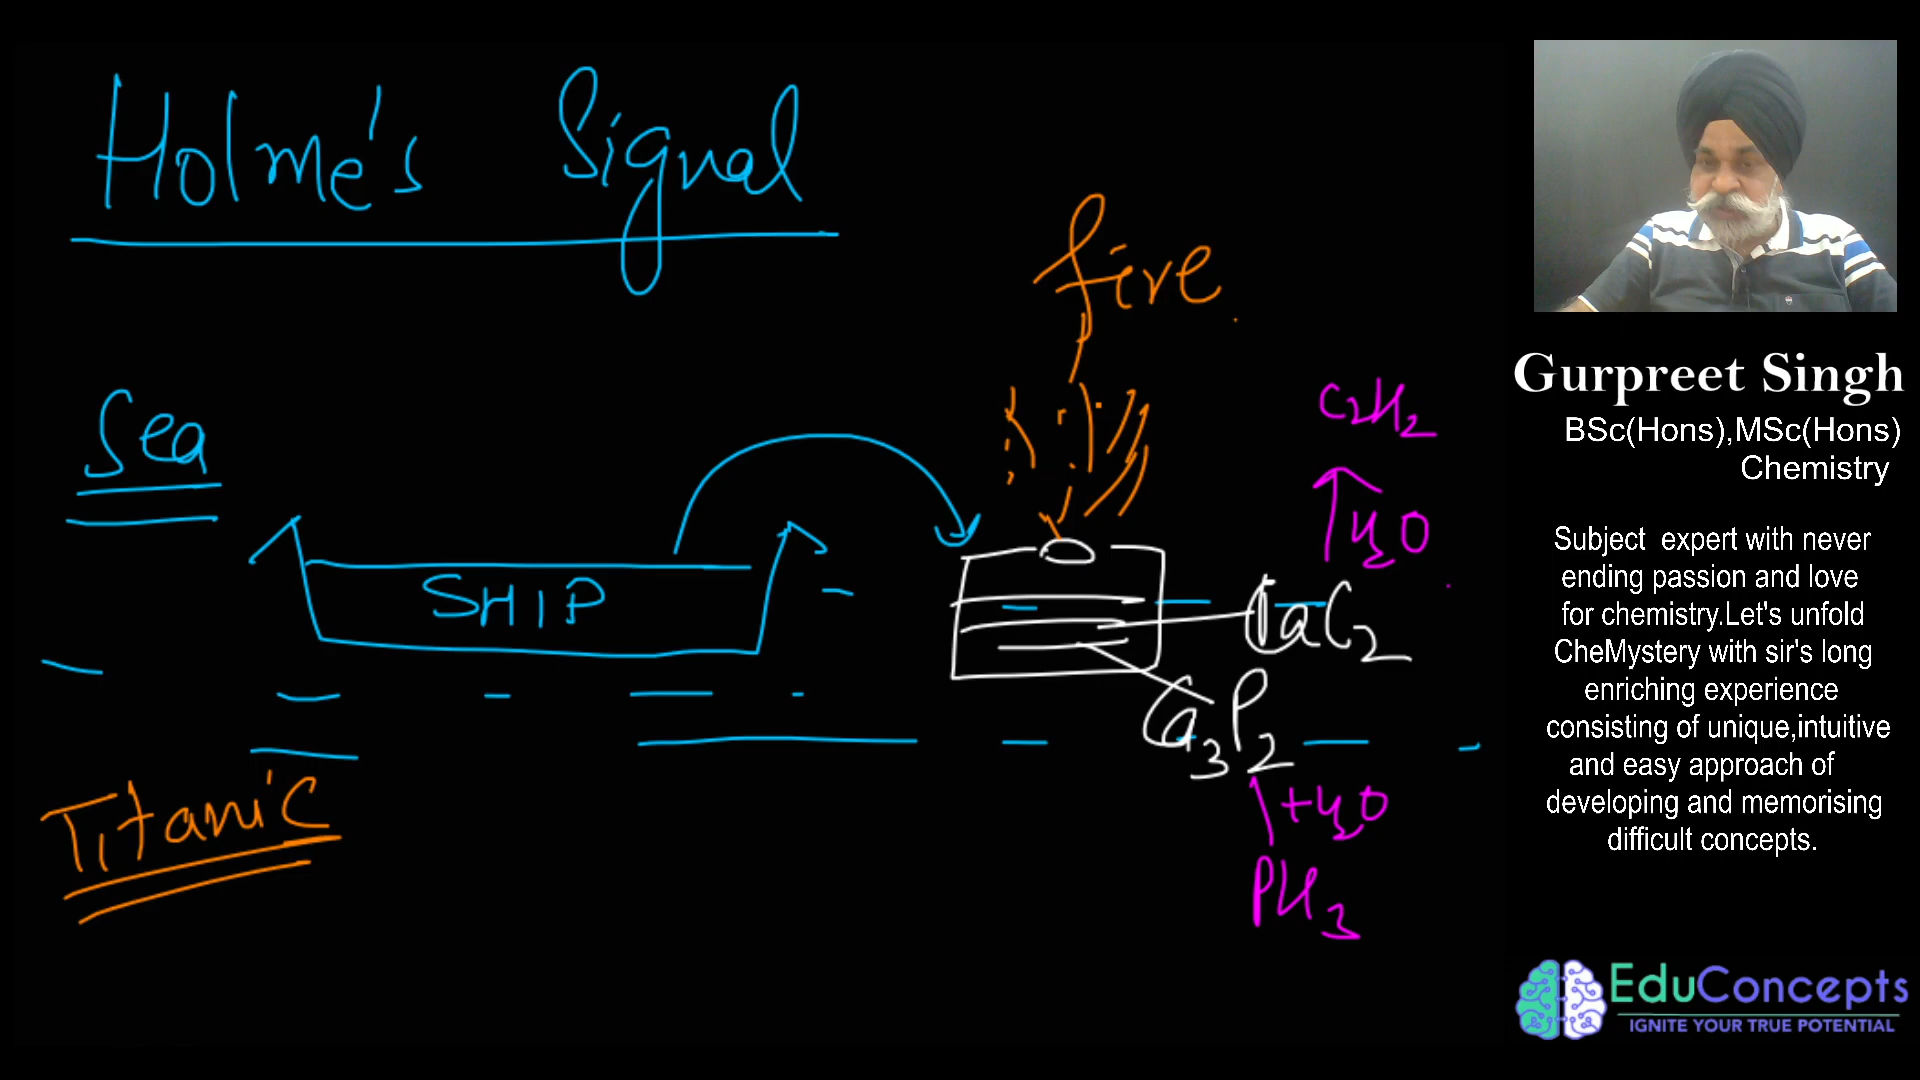 Holme's Signal
fire
Sea
C2H2
H2O
SHIP
CaC2
Ca3P2
Titanic
+H2O
PH3
Gurpreet Singh
BSc(Hons),MSc(Hons)
Chemistry
Subject expert with never
ending passion and love
for chemistry.Let's unfold
CheMystery with sir's long
enriching experience
consisting of unique,intuitive
and easy approach of
developing and memorising
difficult concepts.
EduConcepts
IGNITE YOUR TRUE POTENTIAL